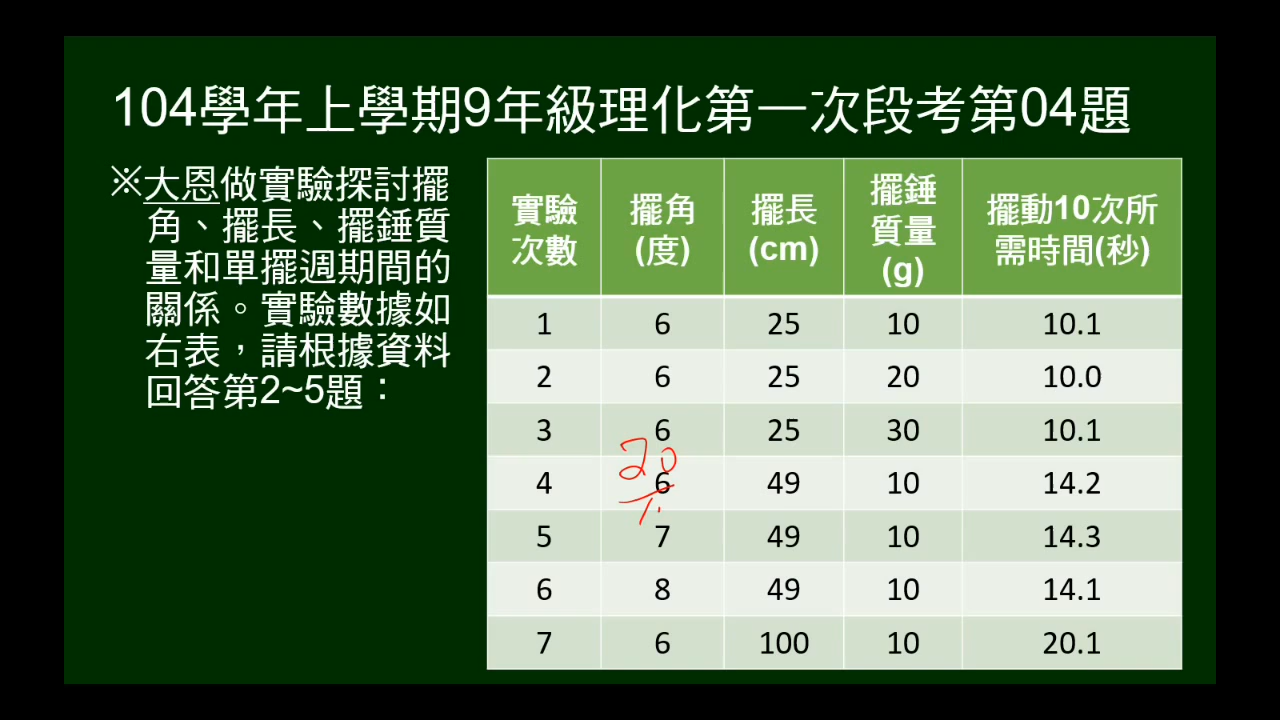 104學年上學期9年級理化第一次段考第04題
※大恩做實驗探討擺
角、擺長、擺錘質
量和單擺週期間的
關係。實驗數據如
右表，請根據資料
回答第2~5題：
實驗次數 擺角(度) 擺長(cm) 擺錘質量(g) 擺動10次所需時間(秒)
1 6 25 10 10.1
2 6 25 20 10.0
3 6 25 30 10.1
20
4 6 49 10 14.2
5 7 49 10 14.3
6 8 49 10 14.1
7 6 100 10 20.1